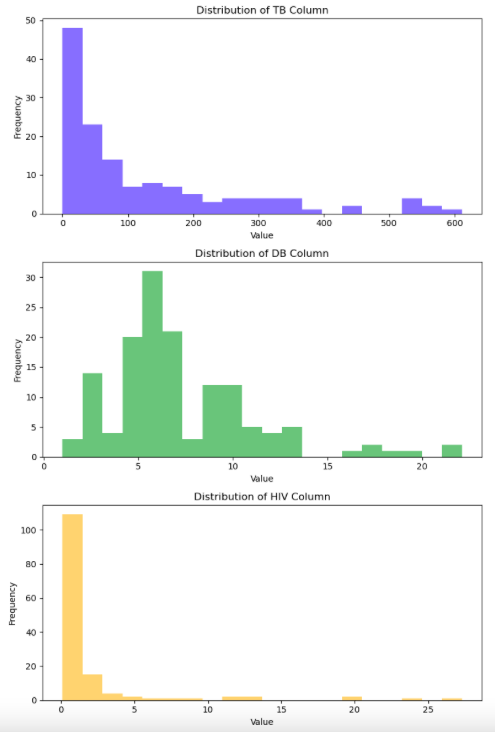 Distribution of TB Column
50
40
30
20
10
0
Frequency
0 100 200 300 400 500 600
Value
Distribution of DB Column
30
25
20
15
10
5
0
Frequency
0 5 10 15 20
Value
Distribution of HIV Column
100
80
60
40
20
0
Frequency
0 5 10 15 20 25
Value